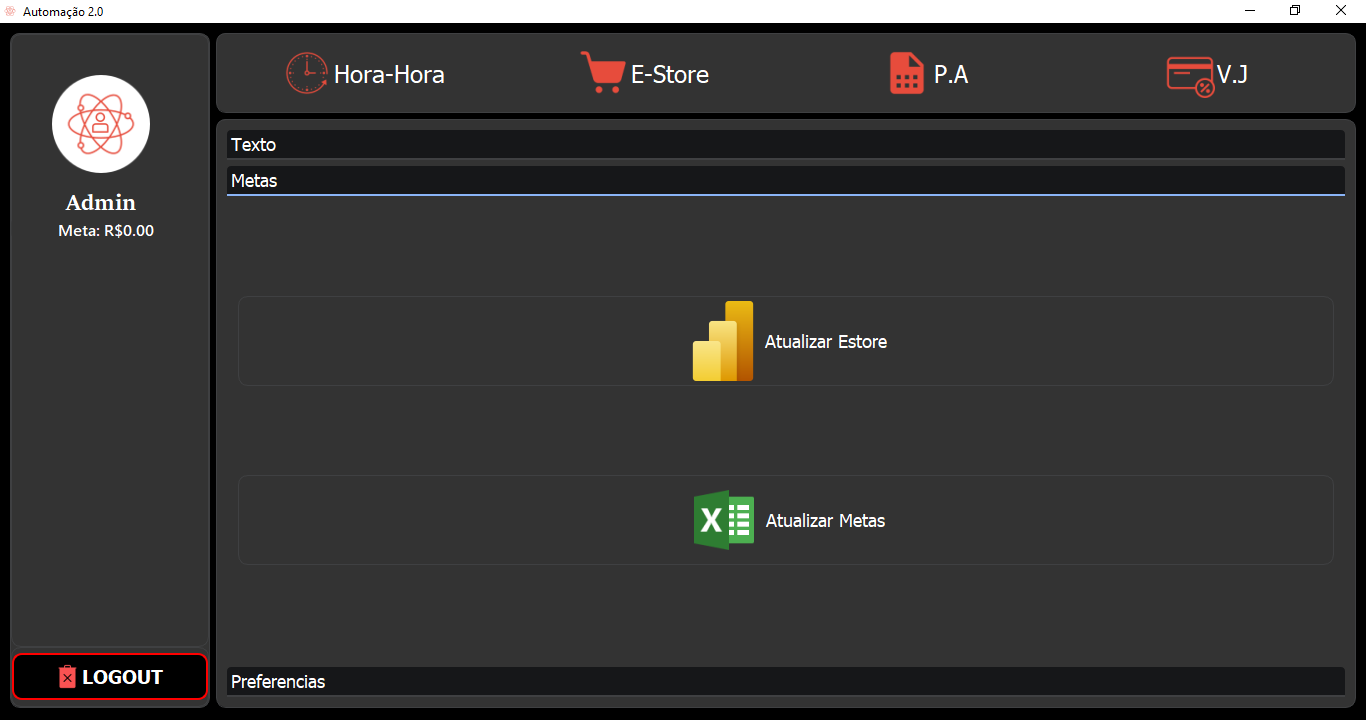 Automação 2.0
Hora-Hora
E-Store
P.A
V.J
Admin
Meta: R$0.00
Texto
Metas
Atualizar Estore
X
Atualizar Metas
Preferencias
LOGOUT